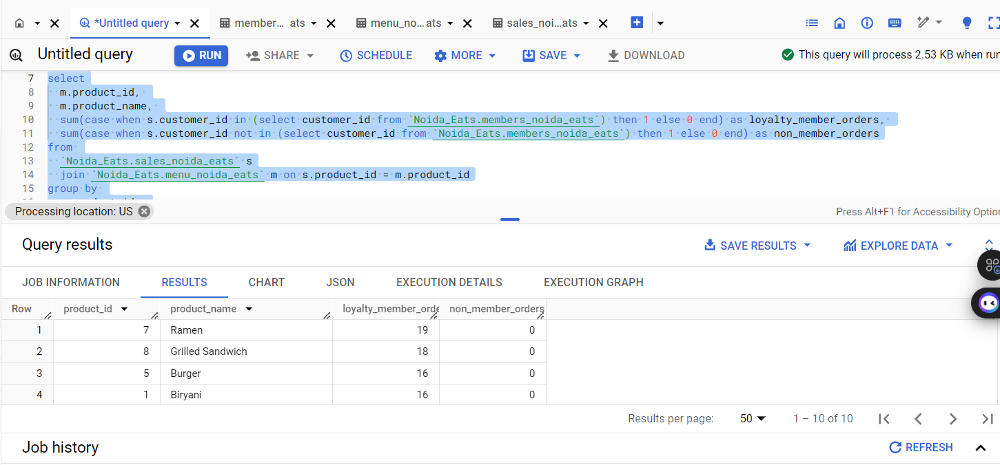 *Untitled query
member… ats
menu_no…ats
sales_noi…ats
Untitled query
RUN
SHARE
SCHEDULE
MORE
SAVE
DOWNLOAD
This query will process 2.53 KB when run
7 select
8 m.product_id,
9 m.product_name,
10 sum(case when s.customer_id in (select customer_id from `Noida_Eats.members_noida_eats`) then 1 else 0 end) as loyalty_member_orders,
11 sum(case when s.customer_id not in (select customer_id from `Noida_Eats.members_noida_eats`) then 1 else 0 end) as non_member_orders
12 from
13 `Noida_Eats.sales_noida_eats` s
14 join `Noida_Eats.menu_noida_eats` m on s.product_id = m.product_id
15 group by
Processing location: US
Press Alt+F1 for Accessibility Option
Query results
SAVE RESULTS
EXPLORE DATA
JOB INFORMATION
RESULTS
CHART
JSON
EXECUTION DETAILS
EXECUTION GRAPH
Row product_id product_name loyalty_member_orde non_member_orders
1 7 Ramen 19 0
2 8 Grilled Sandwich 18 0
3 5 Burger 16 0
4 1 Biryani 16 0
Results per page: 50 1 – 10 of 10
Job history
REFRESH